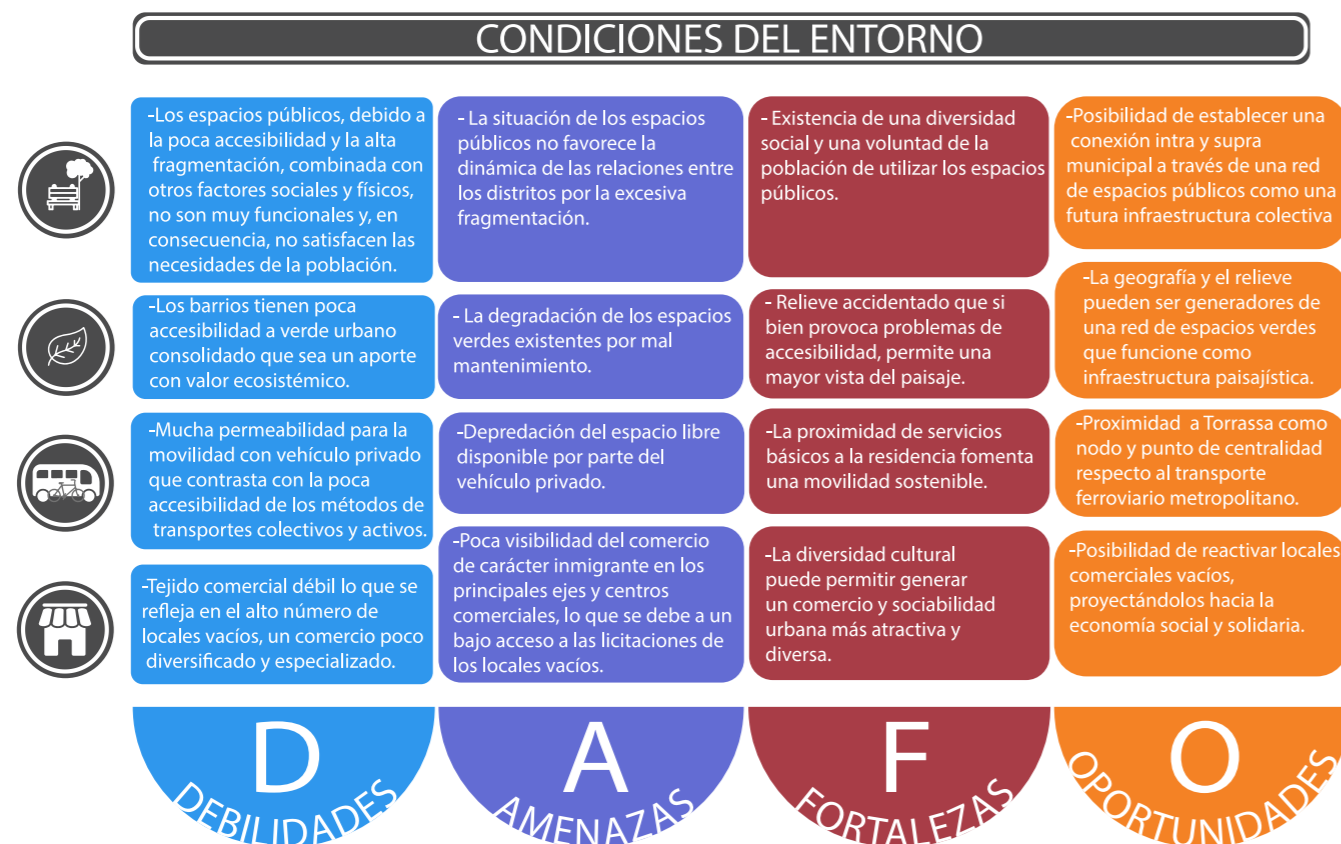 CONDICIONES DEL ENTORNO
-Los espacios públicos, debido a
la poca accesibilidad y la alta
fragmentación, combinada con
otros factores sociales y físicos,
no son muy funcionales y, en
consecuencia, no satisfacen las
necesidades de la población.
- La situación de los espacios
públicos no favorece la
dinámica de las relaciones entre
los distritos por la excesiva
fragmentación.
- Existencia de una diversidad
social y una voluntad de la
población de utilizar los espacios
públicos.
-Posibilidad de establecer una
conexión intra y supra
municipal a través de una red
de espacios públicos como una
futura infraestructura colectiva
-Los barrios tienen poca
accesibilidad a verde urbano
consolidado que sea un aporte
con valor ecosistémico.
- La degradación de los espacios
verdes existentes por mal
mantenimiento.
- Relieve accidentado que si
bien provoca problemas de
accesibilidad, permite una
mayor vista del paisaje.
-La geografía y el relieve
pueden ser generadores de
una red de espacios verdes
que funcione como
infraestructura paisajística.
-Mucha permeabilidad para la
movilidad con vehículo privado
que contrasta con la poca
accesibilidad de los métodos de
transportes colectivos y activos.
-Depredación del espacio libre
disponible por parte del
vehículo privado.
-La proximidad de servicios
básicos a la residencia fomenta
una movilidad sostenible.
-Proximidad a Torrassa como
nodo y punto de centralidad
respecto al transporte
ferroviario metropolitano.
-Tejido comercial débil lo que se
refleja en el alto número de
locales vacíos, un comercio poco
diversificado y especializado.
-Poca visibilidad del comercio
de carácter inmigrante en los
principales ejes y centros
comerciales, lo que se debe a un
bajo acceso a las licitaciones de
los locales vacíos.
-La diversidad cultural
puede permitir generar
un comercio y sociabilidad
urbana más atractiva y
diversa.
-Posibilidad de reactivar locales
comerciales vacíos,
proyectándolos hacia la
economía social y solidaria.
D
DEBILIDADES
A
AMENAZAS
F
FORTALEZAS
O
OPORTUNIDADES